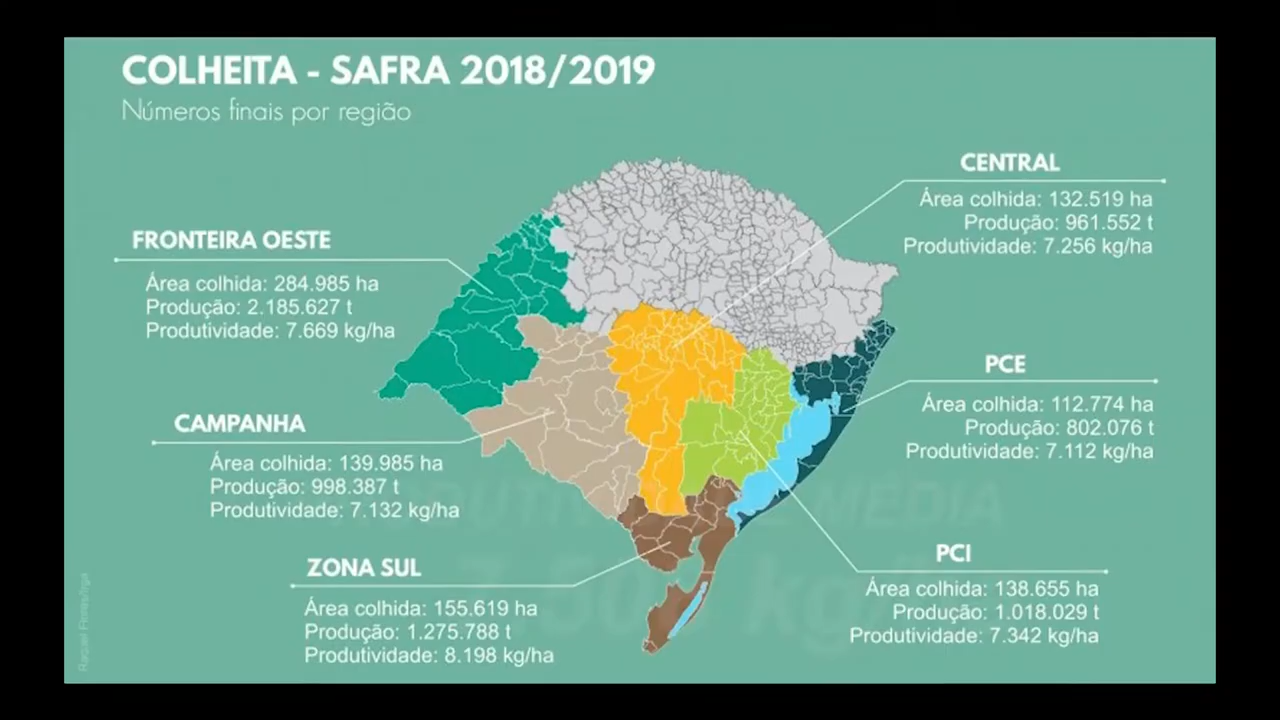 COLHEITA - SAFRA 2018/2019
Números finais por região
CENTRAL
Área colhida: 132.519 ha
Produção: 961.552 t
Produtividade: 7.256 kg/ha
FRONTEIRA OESTE
Área colhida: 284.985 ha
Produção: 2.185.627 t
Produtividade: 7.669 kg/ha
PCE
Área colhida: 112.774 ha
Produção: 802.076 t
Produtividade: 7.112 kg/ha
CAMPANHA
Área colhida: 139.985 ha
Produção: 998.387 t
Produtividade: 7.132 kg/ha
PCI
Área colhida: 138.655 ha
Produção: 1.018.029 t
Produtividade: 7.342 kg/ha
ZONA SUL
Área colhida: 155.619 ha
Produção: 1.275.788 t
Produtividade: 8.198 kg/ha